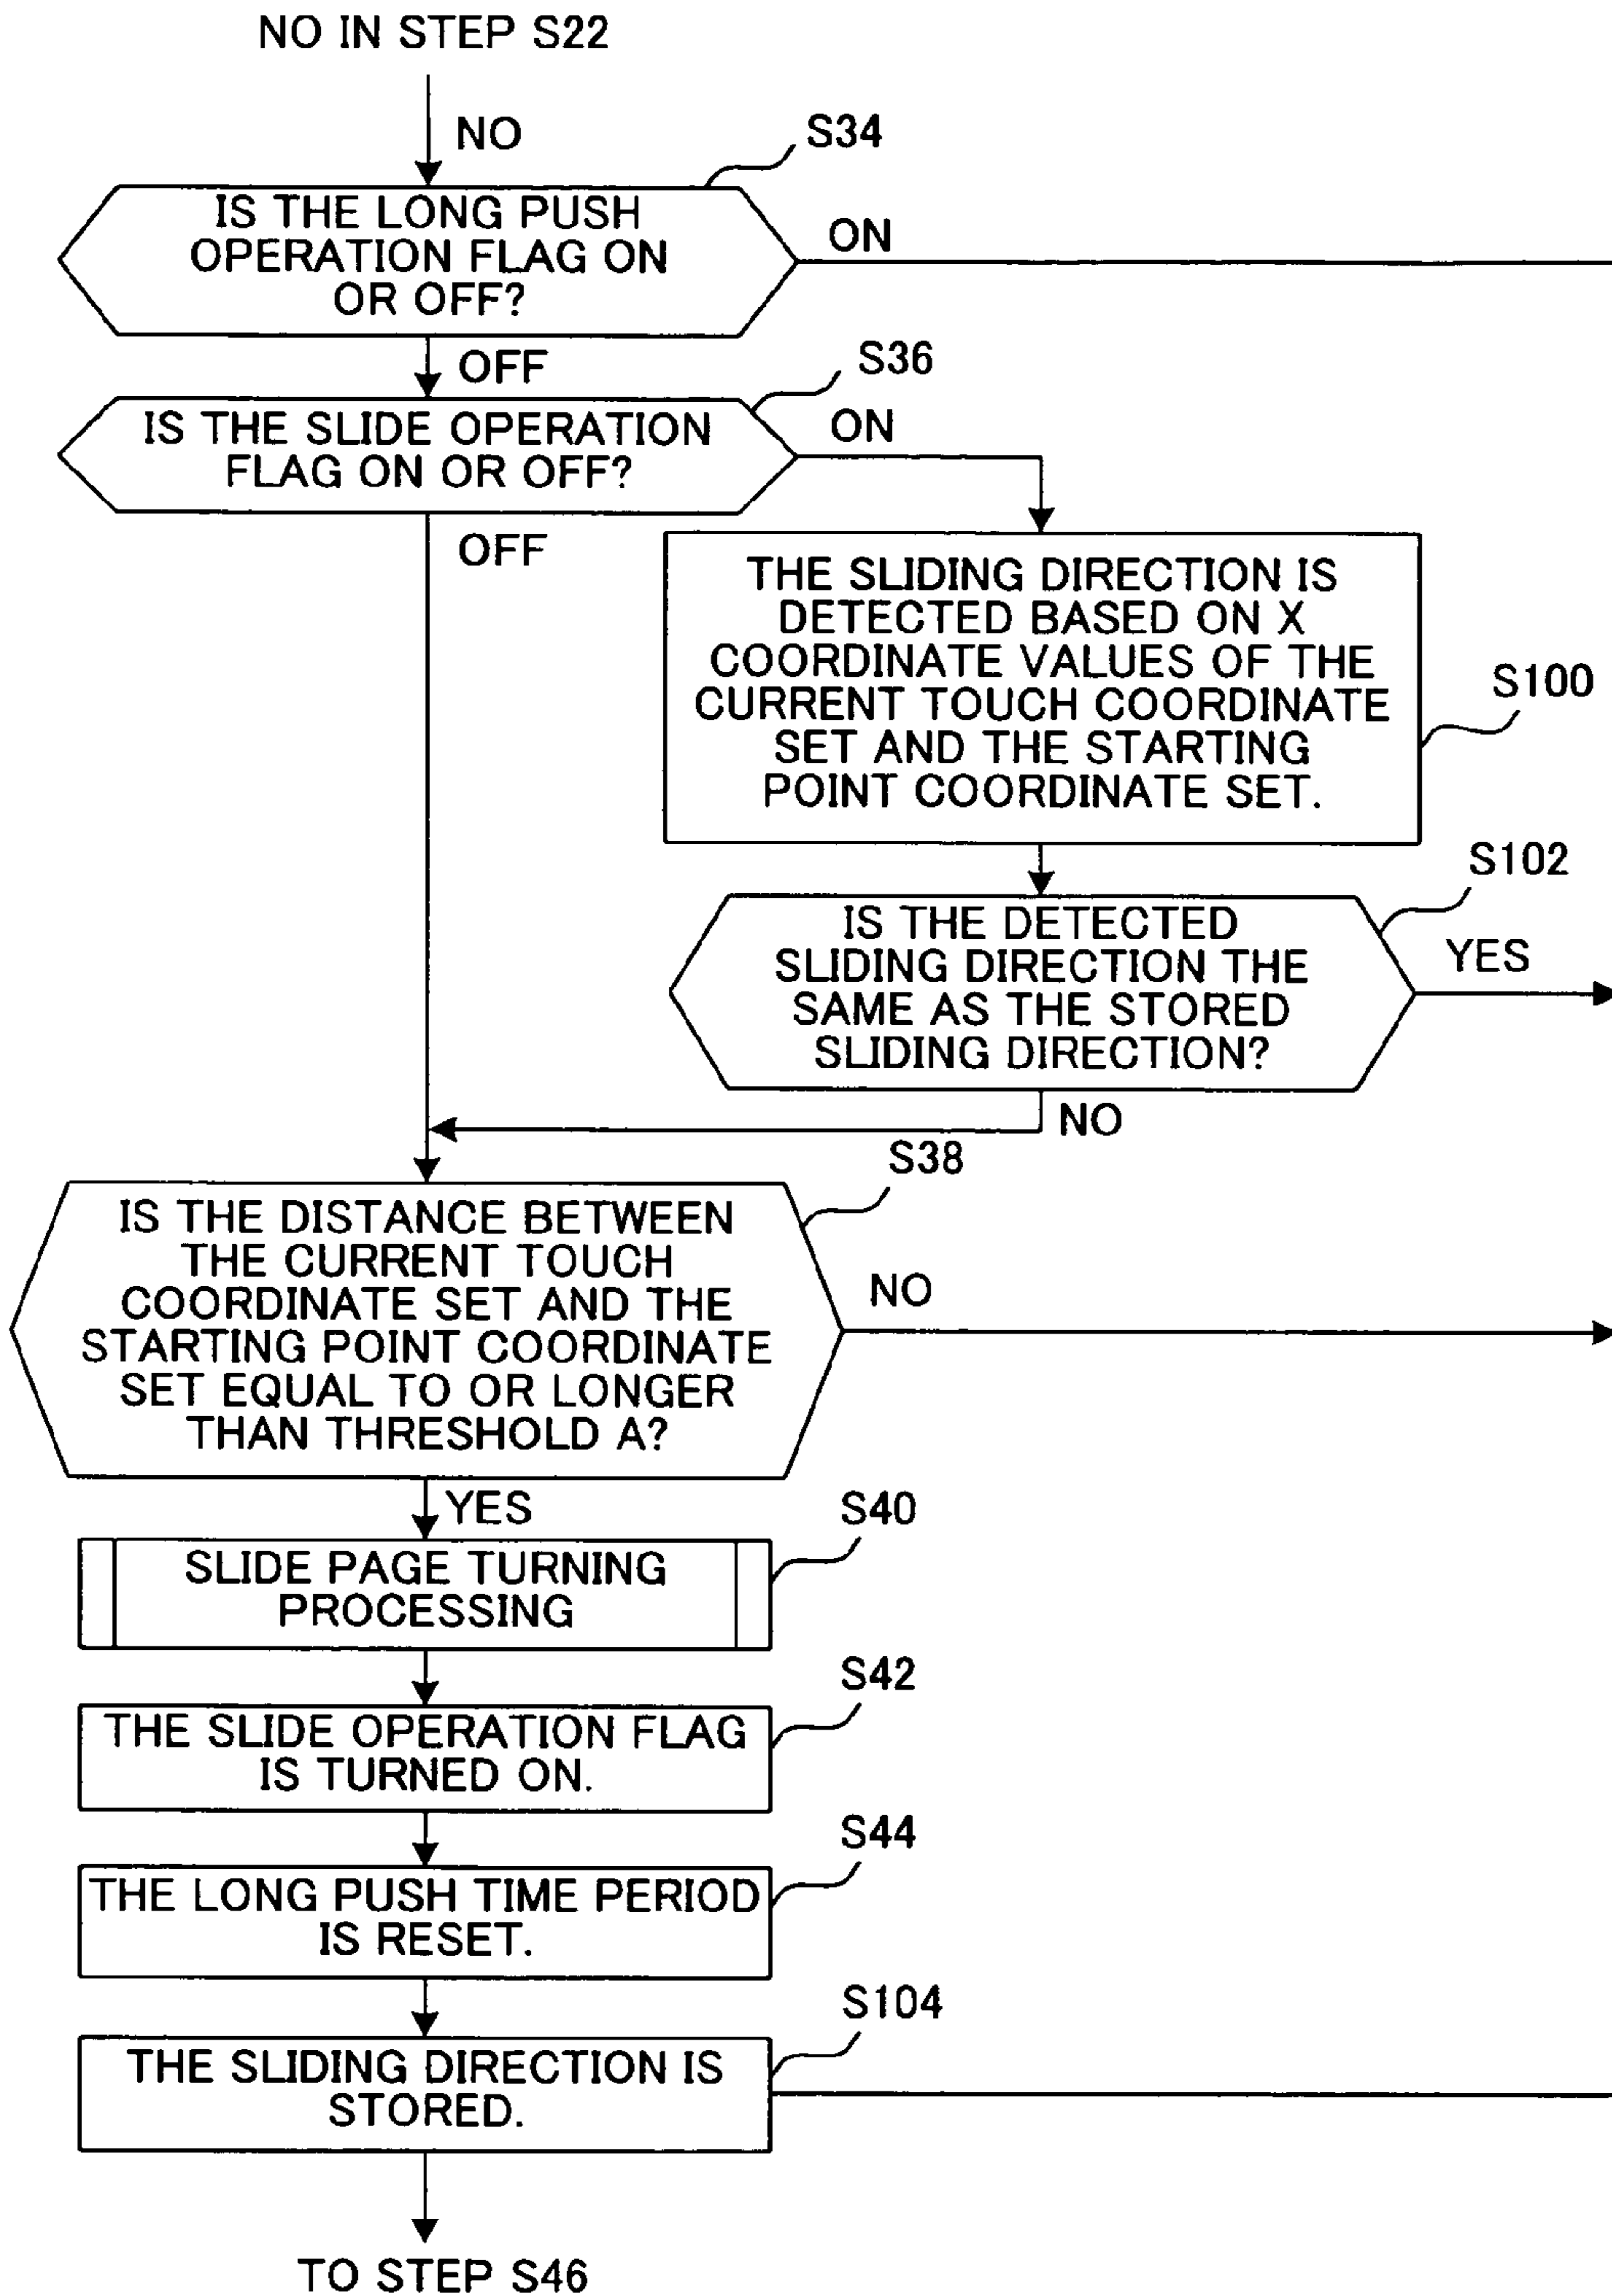 NO IN STEP S22
NO
S34
IS THE LONG PUSH
OPERATION FLAG ON
OR OFF?
ON
OFF
S36
IS THE SLIDE OPERATION
FLAG ON OR OFF?
ON
OFF
THE SLIDING DIRECTION IS
DETECTED BASED ON X
COORDINATE VALUES OF THE
CURRENT TOUCH COORDINATE
SET AND THE STARTING
POINT COORDINATE SET.
S100
S102
IS THE DETECTED
SLIDING DIRECTION THE
SAME AS THE STORED
SLIDING DIRECTION?
YES
NO
S38
IS THE DISTANCE BETWEEN
THE CURRENT TOUCH
COORDINATE SET AND THE
STARTING POINT COORDINATE
SET EQUAL TO OR LONGER
THAN THRESHOLD A?
NO
YES
S40
SLIDE PAGE TURNING
PROCESSING
S42
THE SLIDE OPERATION FLAG
IS TURNED ON.
S44
THE LONG PUSH TIME PERIOD
IS RESET.
S104
THE SLIDING DIRECTION IS
STORED.
TO STEP S46